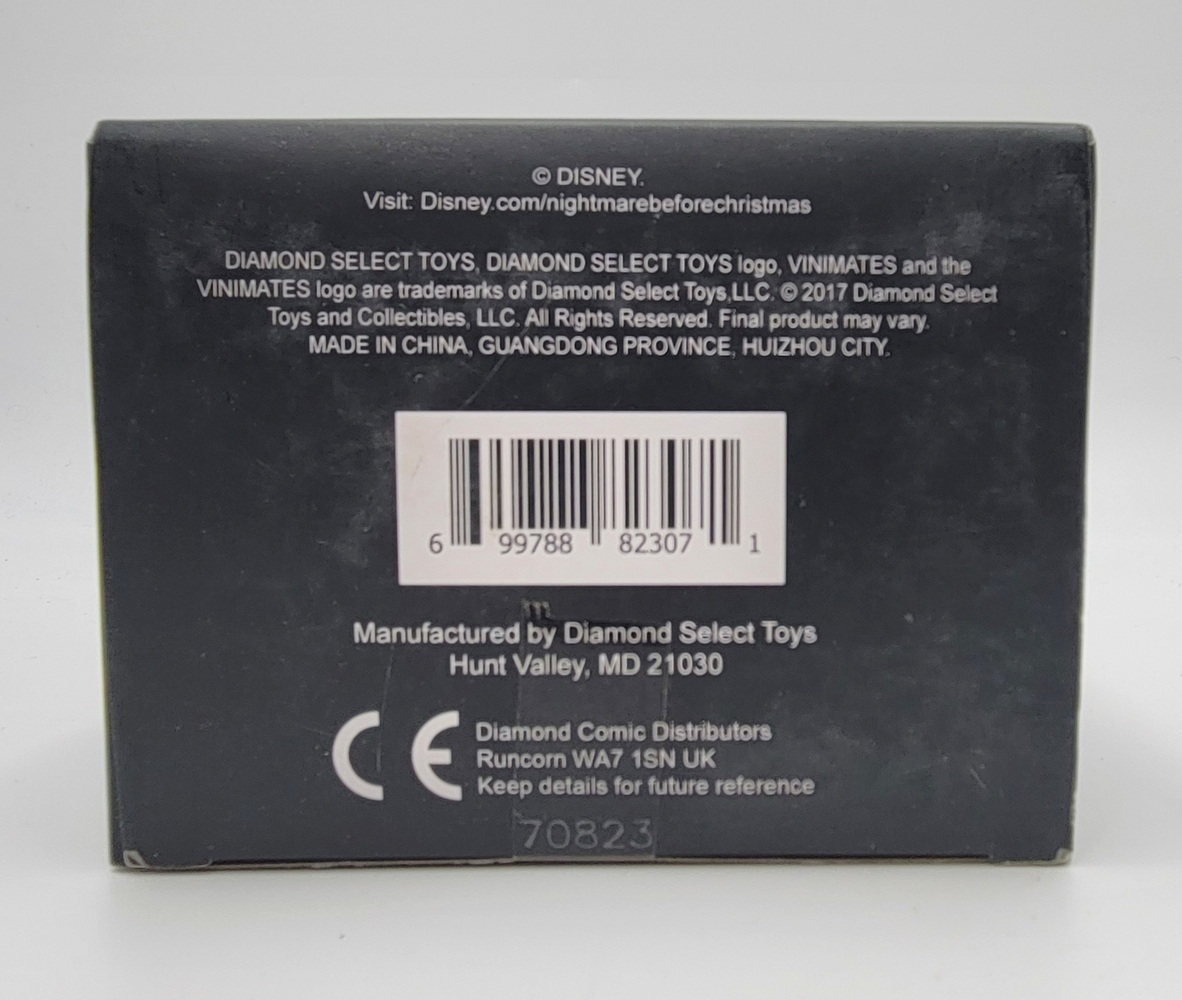 © DISNEY.
Visit: Disney.com/nightmarebeforechristmas
DIAMOND SELECT TOYS, DIAMOND SELECT TOYS logo, VINIMATES and the
VINIMATES logo are trademarks of Diamond Select Toys,LLC. © 2017 Diamond Select
Toys and Collectibles, LLC. All Rights Reserved. Final product may vary.
MADE IN CHINA, GUANGDONG PROVINCE, HUIZHOU CITY.
6 99788 82307 1
Manufactured by Diamond Select Toys
Hunt Valley, MD 21030
CE
Diamond Comic Distributors
Runcorn WA7 1SN UK
Keep details for future reference
70823